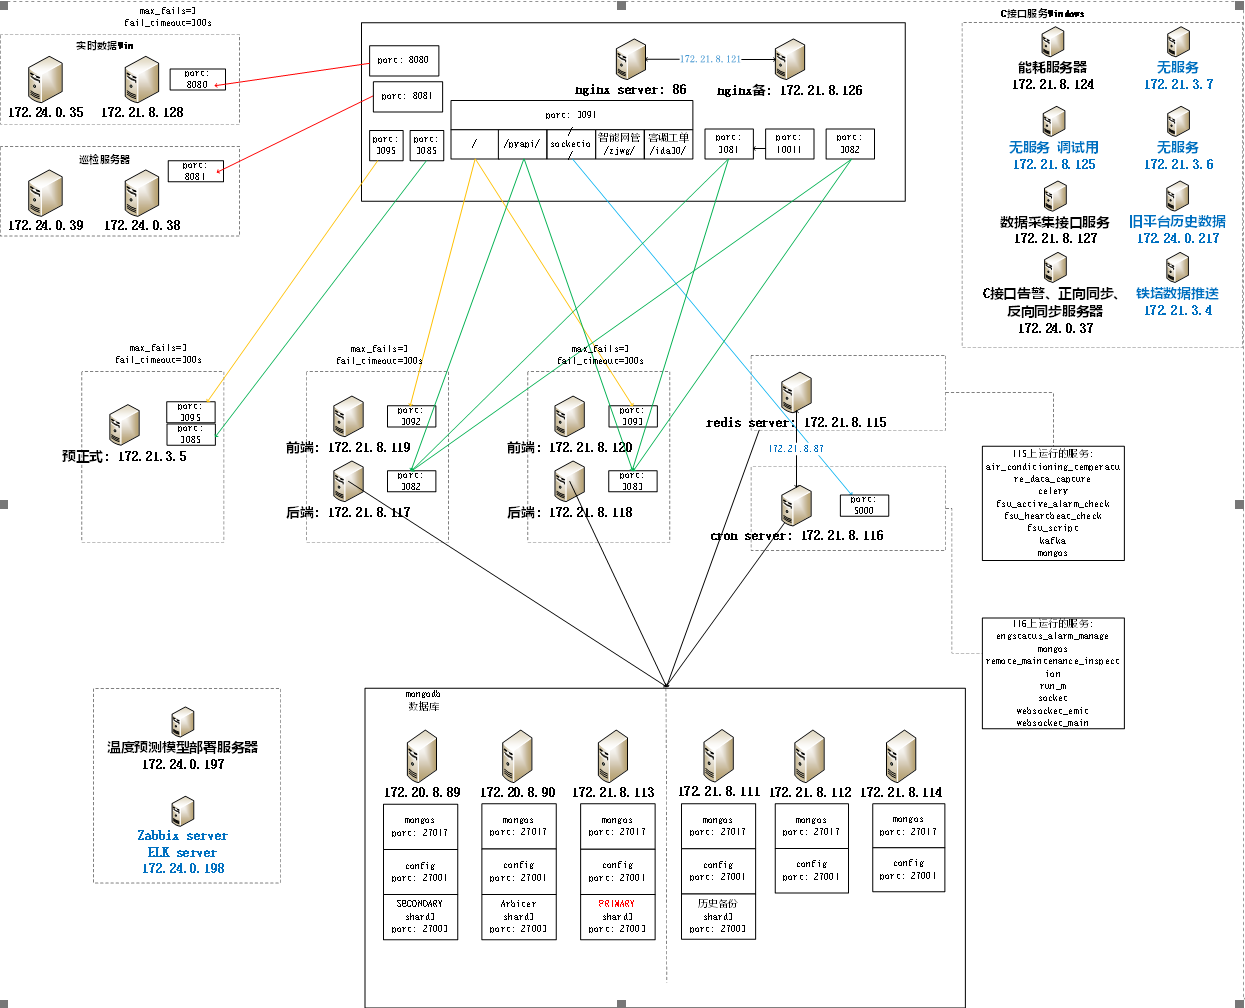 max_fails=3
fail_timeout=300s
实时数据Win
172.24.0.35
172.21.8.128
port:
8080
巡检服务器
172.24.0.39
172.24.0.38
port:
8081
port: 8080
port: 8081
port:
3095
port:
3085
nginx server: 86
172.21.8.121
nginx备: 172.21.8.126
port: 3091
/
/pyapi/
/
socketio
/
智能网管
/zjwg/
工单
/ida30/
port:
3081
port:
10011
port:
3082
C接口服务Windows
能耗服务器
172.21.8.124
无服务
172.21.3.7
无服务 调试用
172.21.8.125
无服务
172.21.3.6
数据采集接口服务
172.21.8.127
旧平台历史数据
172.24.0.217
C接口告警、正向同步、
反向同步服务器
172.24.0.37
铁塔数据推送
172.21.3.4
max_fails=3
fail_timeout=300s
预正式: 172.21.3.5
port:
3095
port:
3085
max_fails=3
fail_timeout=300s
前端: 172.21.8.119
port:
3092
后端: 172.21.8.117
port:
3082
max_fails=3
fail_timeout=300s
前端: 172.21.8.120
port:
3093
后端: 172.21.8.118
port:
3083
redis server: 172.21.8.115
172.21.8.87
port:
5000
cron server: 172.21.8.116
115上运行的服务:
air_conditioning_temperatu
re_data_capture
celery
fsu_active_alarm_check
fsu_heartbeat_check
fsu_script
kafka
mongos
116上运行的服务:
engstatus_alarm_manage
mongos
remote_maintenance_inspect
ion
run_m
socket
websocket_emit
websocket_main
温度预测模型部署服务器
172.24.0.197
Zabbix server
ELK server
172.24.0.198
mongodb
数据库
172.20.8.89
172.20.8.90
172.21.8.113
172.21.8.111
172.21.8.112
172.21.8.114
mongos
port: 27017
config
port: 27001
SECONDARY
shard3
port: 27003
mongos
port: 27017
config
port: 27001
Arbiter
shard3
port: 27003
mongos
port: 27017
config
port: 27001
PRIMARY
shard3
port: 27003
mongos
port: 27017
config
port: 27001
历史备份
shard3
port: 27003
mongos
port: 27017
config
port: 27001
mongos
port: 27017
config
port: 27001